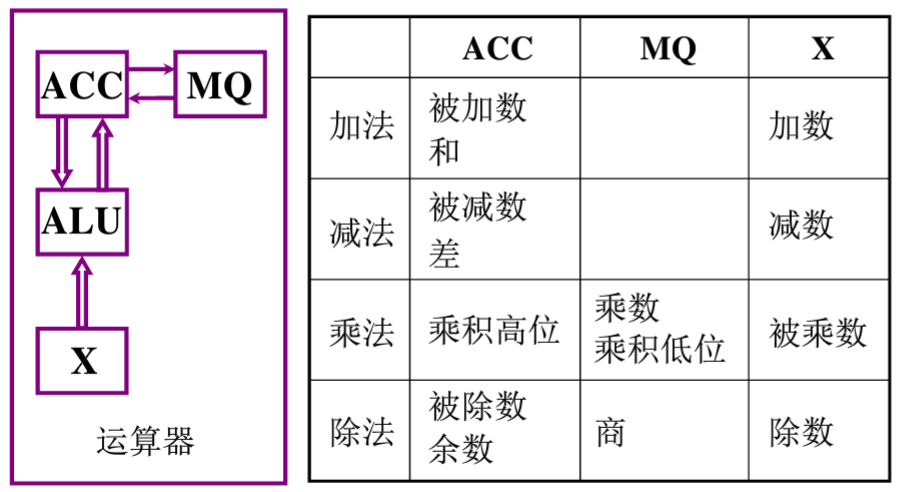 ACC
MQ
ALU
X
运算器
ACC MQ X
加法 被加数 加数
和
减法 被减数 减数
差
乘法 乘积高位 乘数 被乘数
乘积低位
除法 被除数 商 除数
余数